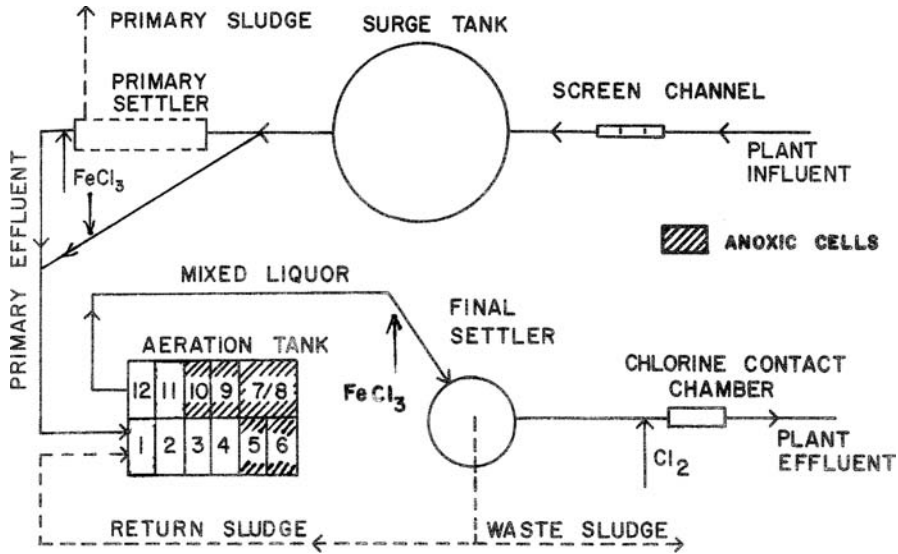 PRIMARY SLUDGE
SURGE TANK
PRIMARY
SETTLER
SCREEN CHANNEL
FeCl3
PLANT
INFLUENT
PRIMARY EFFLUENT
ANOXIC CELLS
MIXED LIQUOR
FINAL
SETTLER
AERATION TANK
FeCl3
CHLORINE CONTACT
CHAMBER
12 11 10 9 7/8
1 2 3 4 5 6
PLANT
EFFLUENT
Cl2
RETURN SLUDGE
WASTE SLUDGE